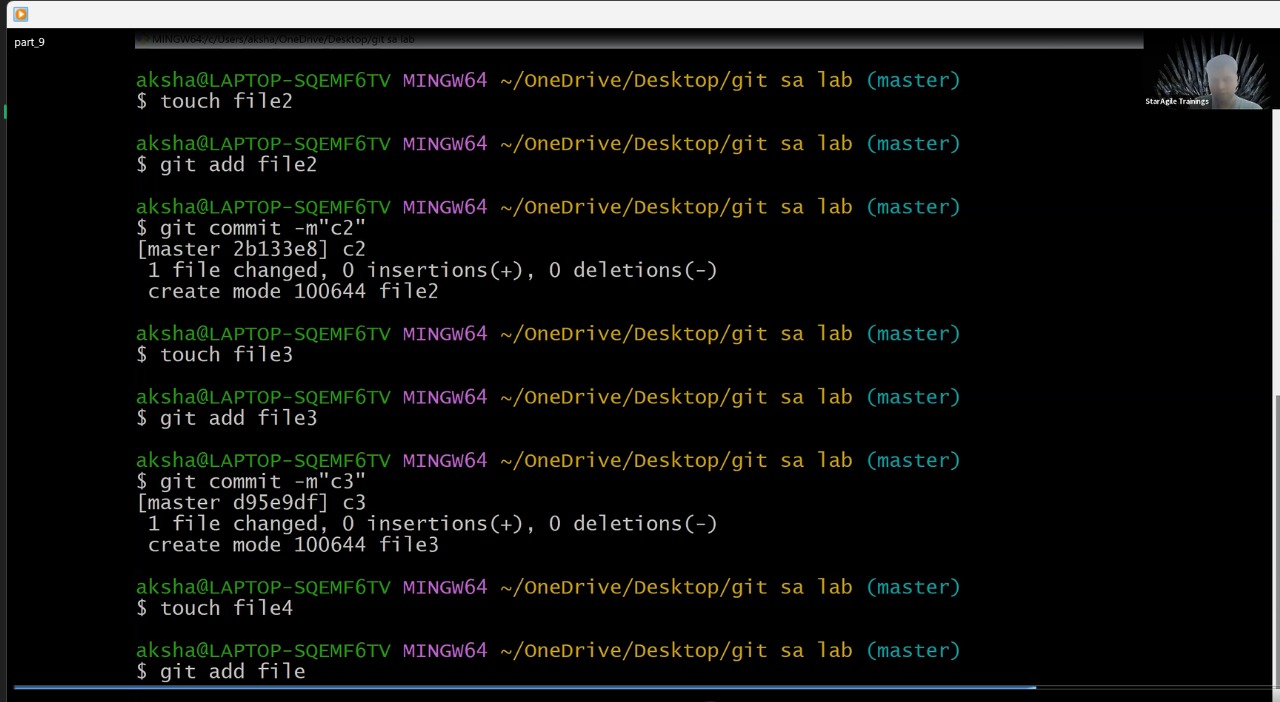 part_9
MINGW64:/c/Users/aksha/OneDrive/Desktop/git sa lab
aksha@LAPTOP-SQEMF6TV MINGW64 ~/OneDrive/Desktop/git sa lab (master)
$ touch file2
aksha@LAPTOP-SQEMF6TV MINGW64 ~/OneDrive/Desktop/git sa lab (master)
$ git add file2
aksha@LAPTOP-SQEMF6TV MINGW64 ~/OneDrive/Desktop/git sa lab (master)
$ git commit -m"c2"
[master 2b133e8] c2
1 file changed, 0 insertions(+), 0 deletions(-)
create mode 100644 file2
aksha@LAPTOP-SQEMF6TV MINGW64 ~/OneDrive/Desktop/git sa lab (master)
$ touch file3
aksha@LAPTOP-SQEMF6TV MINGW64 ~/OneDrive/Desktop/git sa lab (master)
$ git add file3
aksha@LAPTOP-SQEMF6TV MINGW64 ~/OneDrive/Desktop/git sa lab (master)
$ git commit -m"c3"
[master d95e9df] c3
1 file changed, 0 insertions(+), 0 deletions(-)
create mode 100644 file3
aksha@LAPTOP-SQEMF6TV MINGW64 ~/OneDrive/Desktop/git sa lab (master)
$ touch file4
aksha@LAPTOP-SQEMF6TV MINGW64 ~/OneDrive/Desktop/git sa lab (master)
$ git add file
StarAgile Trainings